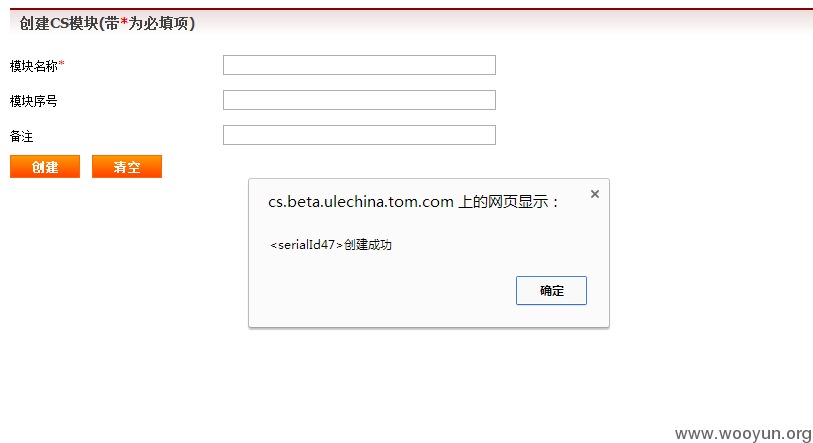 创建CS模块(带*为必填项)
模块名称*
模块序号
备注
创建 清空
cs.beta.ulechina.tom.com 上的网页显示：
<serialId47>创建成功
确定
www.wooyun.org